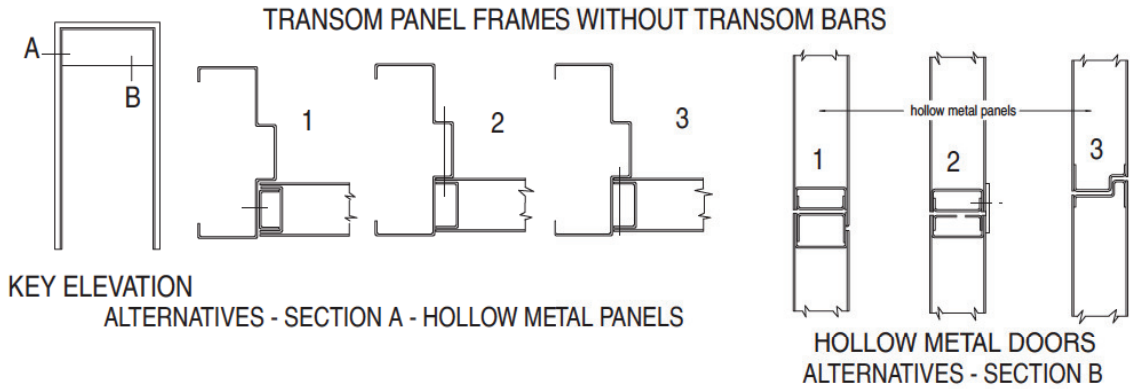 TRANSOM PANEL FRAMES WITHOUT TRANSOM BARS
A
B
1
2
3
hollow metal panels
1
2
3
KEY ELEVATION
ALTERNATIVES - SECTION A - HOLLOW METAL PANELS
HOLLOW METAL DOORS
ALTERNATIVES - SECTION B